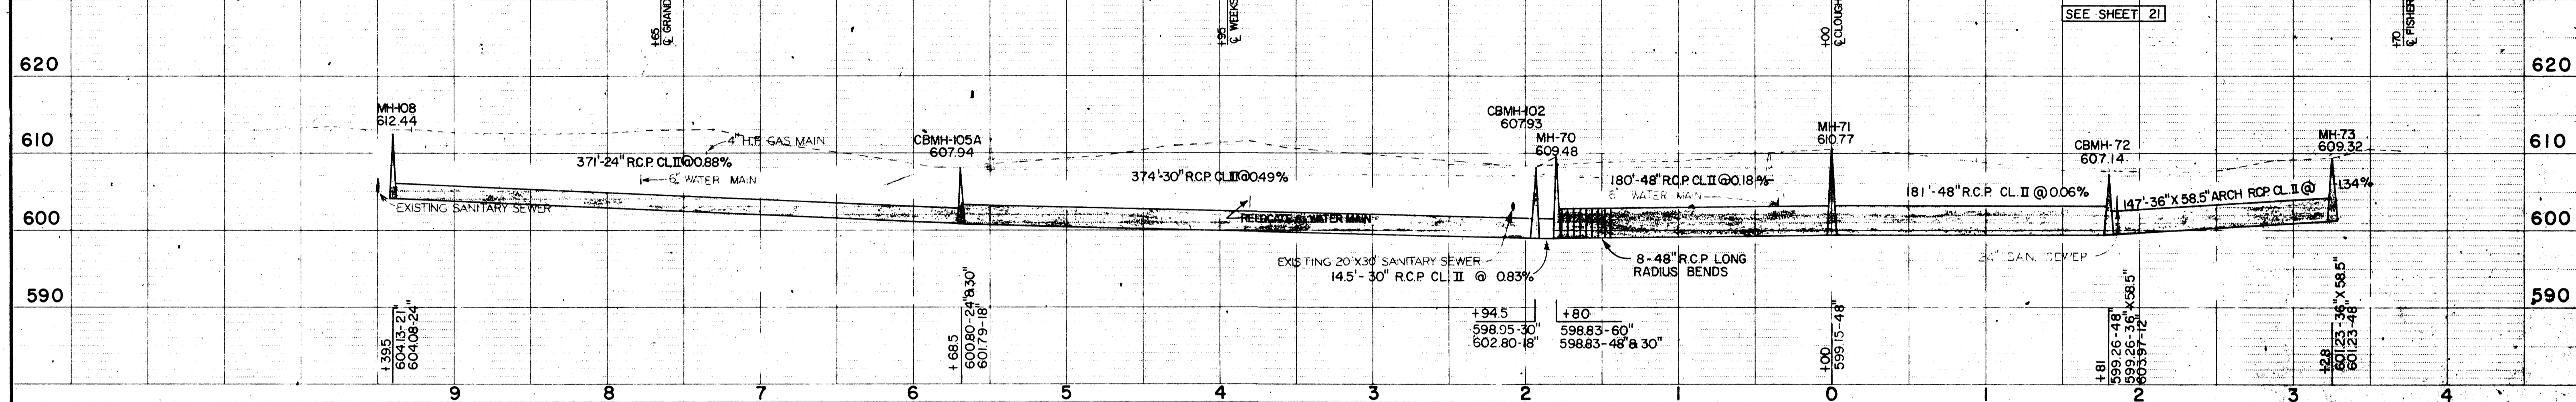 +65
℄ GRAND
+95
℄ WEEKS
+00
℄ CLOUGH
SEE SHEET 21
+70
℄ FISHER
620
620
MH-108
612.44
CBMH-102
607.93
4" H.P. GAS MAIN
CBMH-105A
607.94
MH-70
609.48
MH-71
610.77
CBMH-72
607.14
MH-73
609.32
610
610
371'-24" R.C.P. CL. II @ 0.88%
6" WATER MAIN
374'-30" R.C.P. CL. II @ 0.49%
180'-48" R.C.P. CL. II @ 0.18%
6" WATER MAIN
181'-48" R.C.P. CL. II @ 0.06%
147'-36" X 58.5" ARCH RCP CL. II @
1.34%
EXISTING SANITARY SEWER
WATER MAIN
600
600
EXISTING 20"X30" SANITARY SEWER
14.5'-30" R.C.P. CL. II @ 0.83%
8-48" R.C.P. LONG
RADIUS BENDS
SAN. SEWER
590
590
+39.5
604.13-21"
604.08-24"
+68.5
600.80-24"&30"
601.79-18"
+94.5
598.95-30"
602.80-18"
+80
598.83-60"
598.83-48"&30"
+00
599.15-48"
+81
599.26-48"
599.26-36"X58.5"
603.97-12"
601.23-36"X58.5"
601.23-48"
9 8 7 6 5 4 3 2 1 0 1 2 3 4